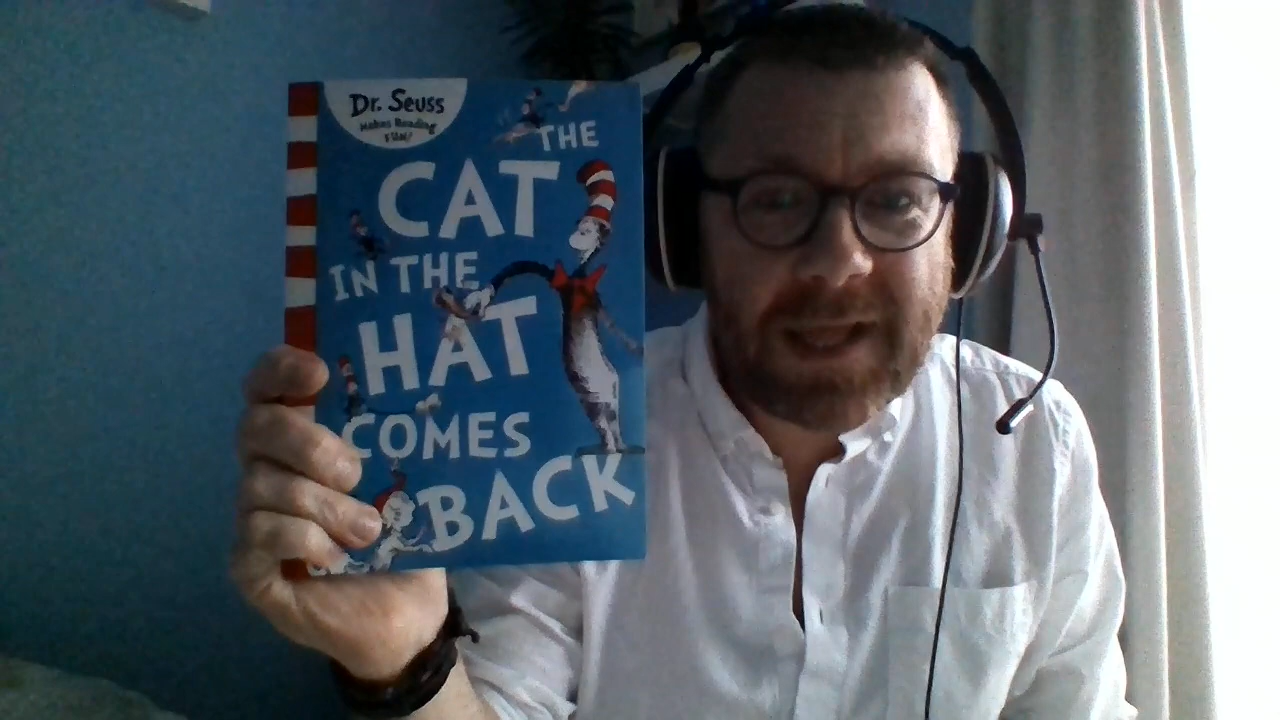 Dr. Seuss
Makes Reading
FUN!
THE
CAT
IN THE
HAT
COMES
BACK